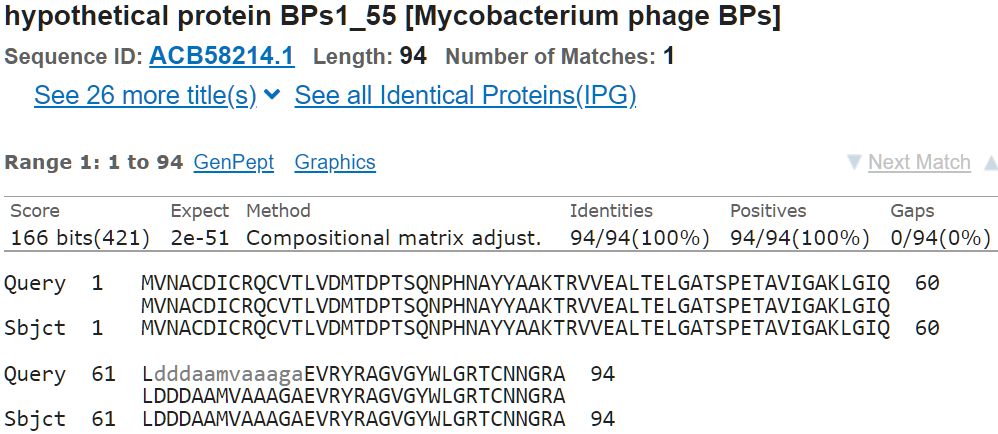 hypothetical protein BPs1_55 [Mycobacterium phage BPs]
Sequence ID: ACB58214.1 Length: 94 Number of Matches: 1
See 26 more title(s) See all Identical Proteins(IPG)
Range 1: 1 to 94 GenPept Graphics Next Match
Score Expect Method Identities Positives Gaps
166 bits(421) 2e-51 Compositional matrix adjust. 94/94(100%) 94/94(100%) 0/94(0%)
Query 1 MVNACDICRQCVTLVDMTDPTSQNPHNAYYAAKTRVVEALTELGATSPETAVIGAKLGIQ 60
MVNACDICRQCVTLVDMTDPTSQNPHNAYYAAKTRVVEALTELGATSPETAVIGAKLGIQ
Sbjct 1 MVNACDICRQCVTLVDMTDPTSQNPHNAYYAAKTRVVEALTELGATSPETAVIGAKLGIQ 60
Query 61 LdddaamvaaagaEVRYRAGVGYWLGRTCNNGRA 94
LDDDAAMVAAAGAEVRYRAGVGYWLGRTCNNGRA
Sbjct 61 LDDDAAMVAAAGAEVRYRAGVGYWLGRTCNNGRA 94